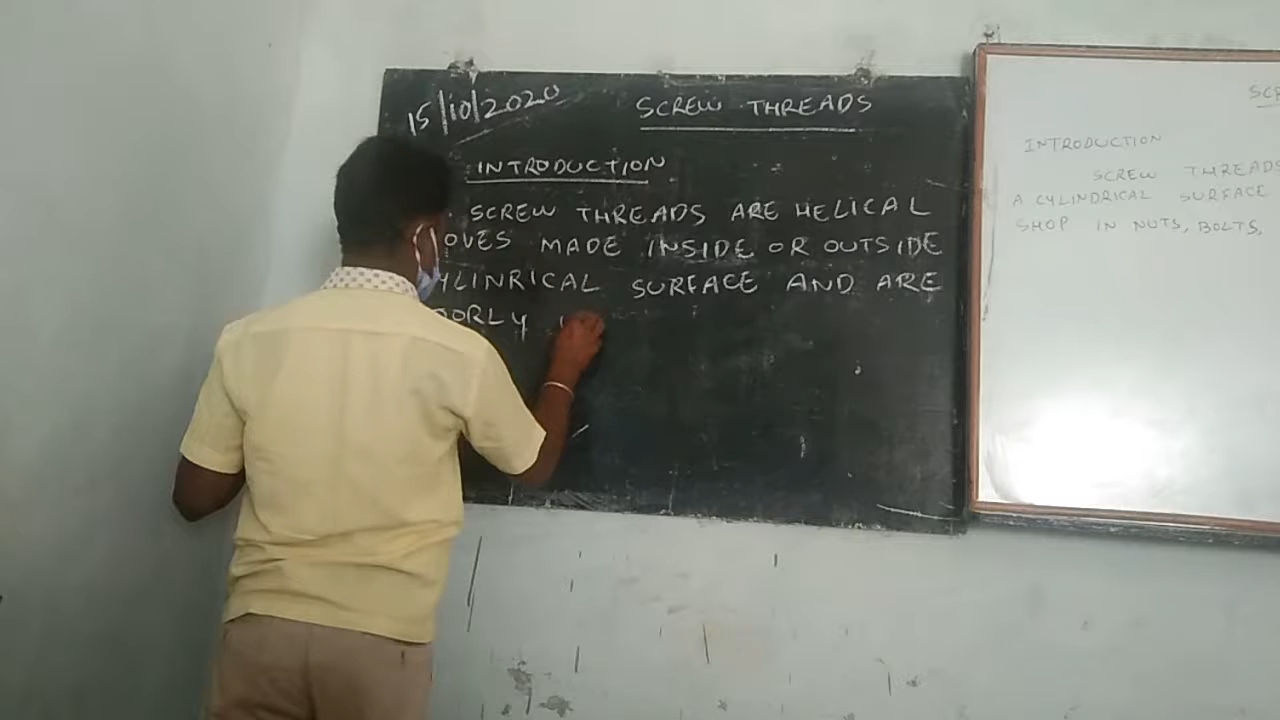 15/10/2020
SCREW THREADS
INTRODUCTION
SCREW THREADS ARE HELICAL
OVES MADE INSIDE OR OUTSIDE
YLINRICAL SURFACE AND ARE
ORLY
SCR
INTRODUCTION
SCREW THREADS
A CYLINDRICAL SURFACE
SHOP IN NUTS, BOLTS,